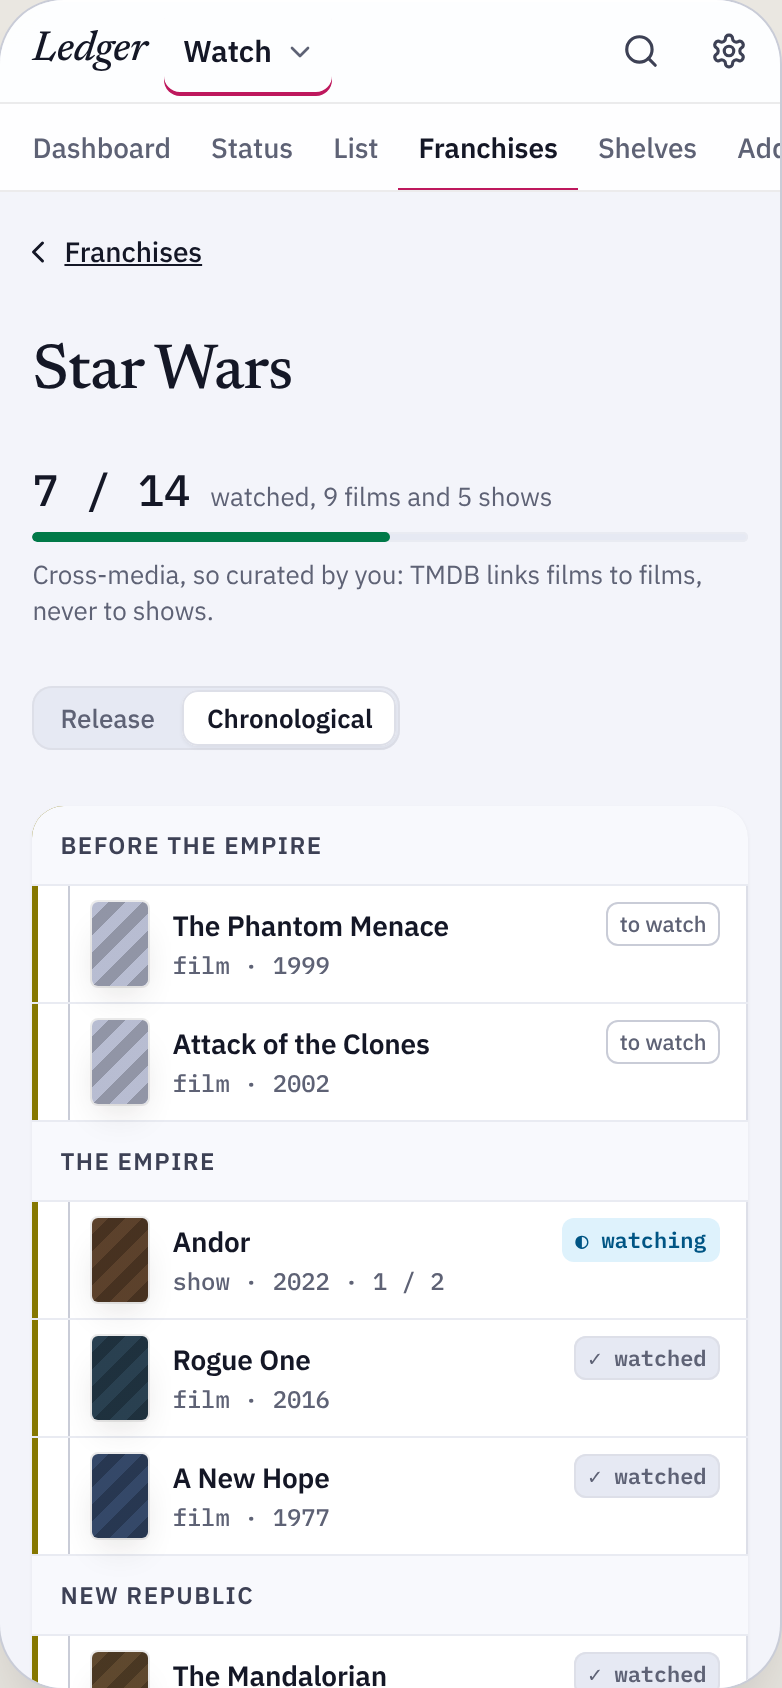 Ledger Watch
Dashboard Status List Franchises Shelves
Franchises
Star Wars
7 / 14 watched, 9 films and 5 shows
Cross-media, so curated by you: TMDB links films to films,
never to shows.
Release Chronological
BEFORE THE EMPIRE
The Phantom Menace to watch
film · 1999
Attack of the Clones to watch
film · 2002
THE EMPIRE
Andor ◐ watching
show · 2022 · 1 / 2
Rogue One ✓ watched
film · 2016
A New Hope ✓ watched
film · 1977
NEW REPUBLIC
The Mandalorian ✓ watched